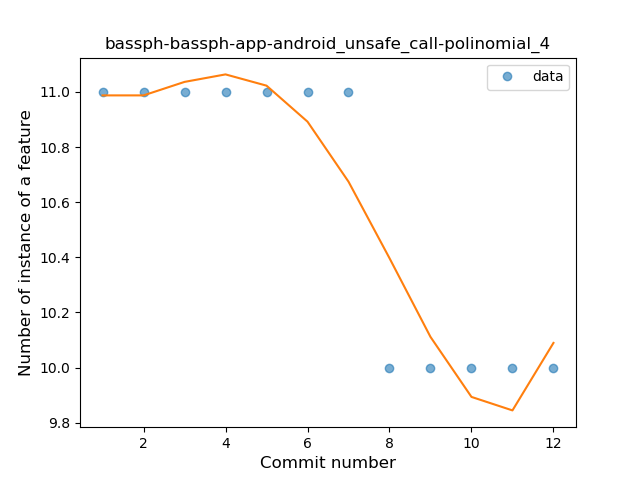 bassph-bassph-app-android_unsafe_call-polinomial_4
data
Number of instance of a feature
11.0
10.8
10.6
10.4
10.2
10.0
9.8
2 4 6 8 10 12
Commit number